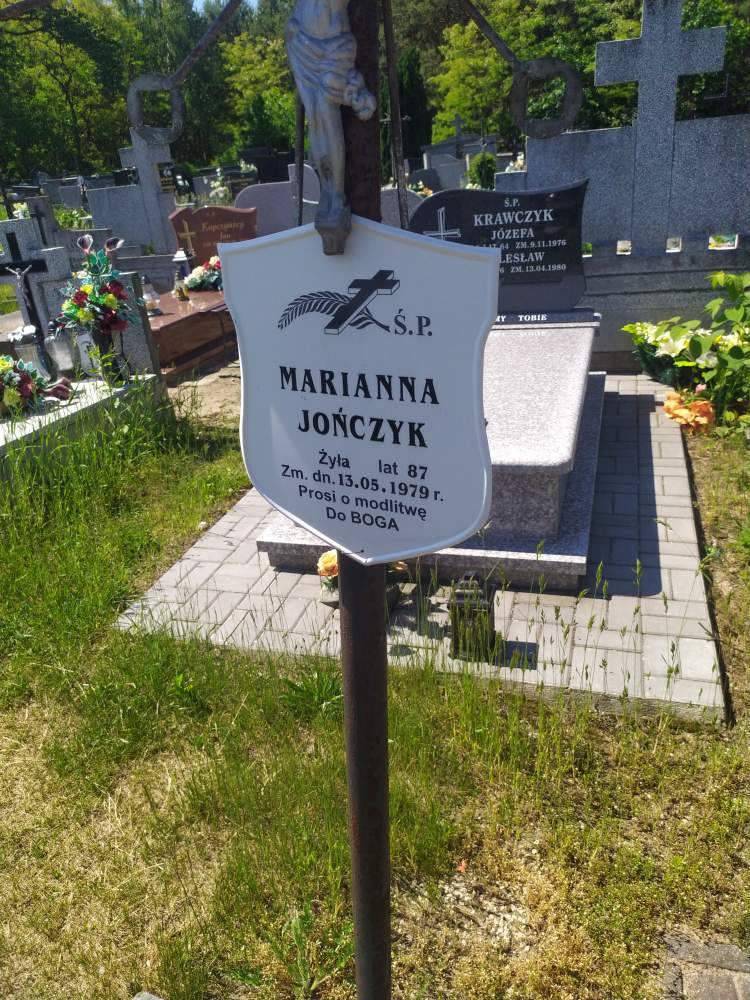 Ś.P.
MARIANNA
JOŃCZYK
Żyła lat 87
Zm. dn. 13.05.1979 r.
Prosi o modlitwę
Do BOGA
Ś.P.
KRAWCZYK
JÓZEFA
ZM. 9.11.1976
ZM. 13.04.1980
TOBIE
Jan